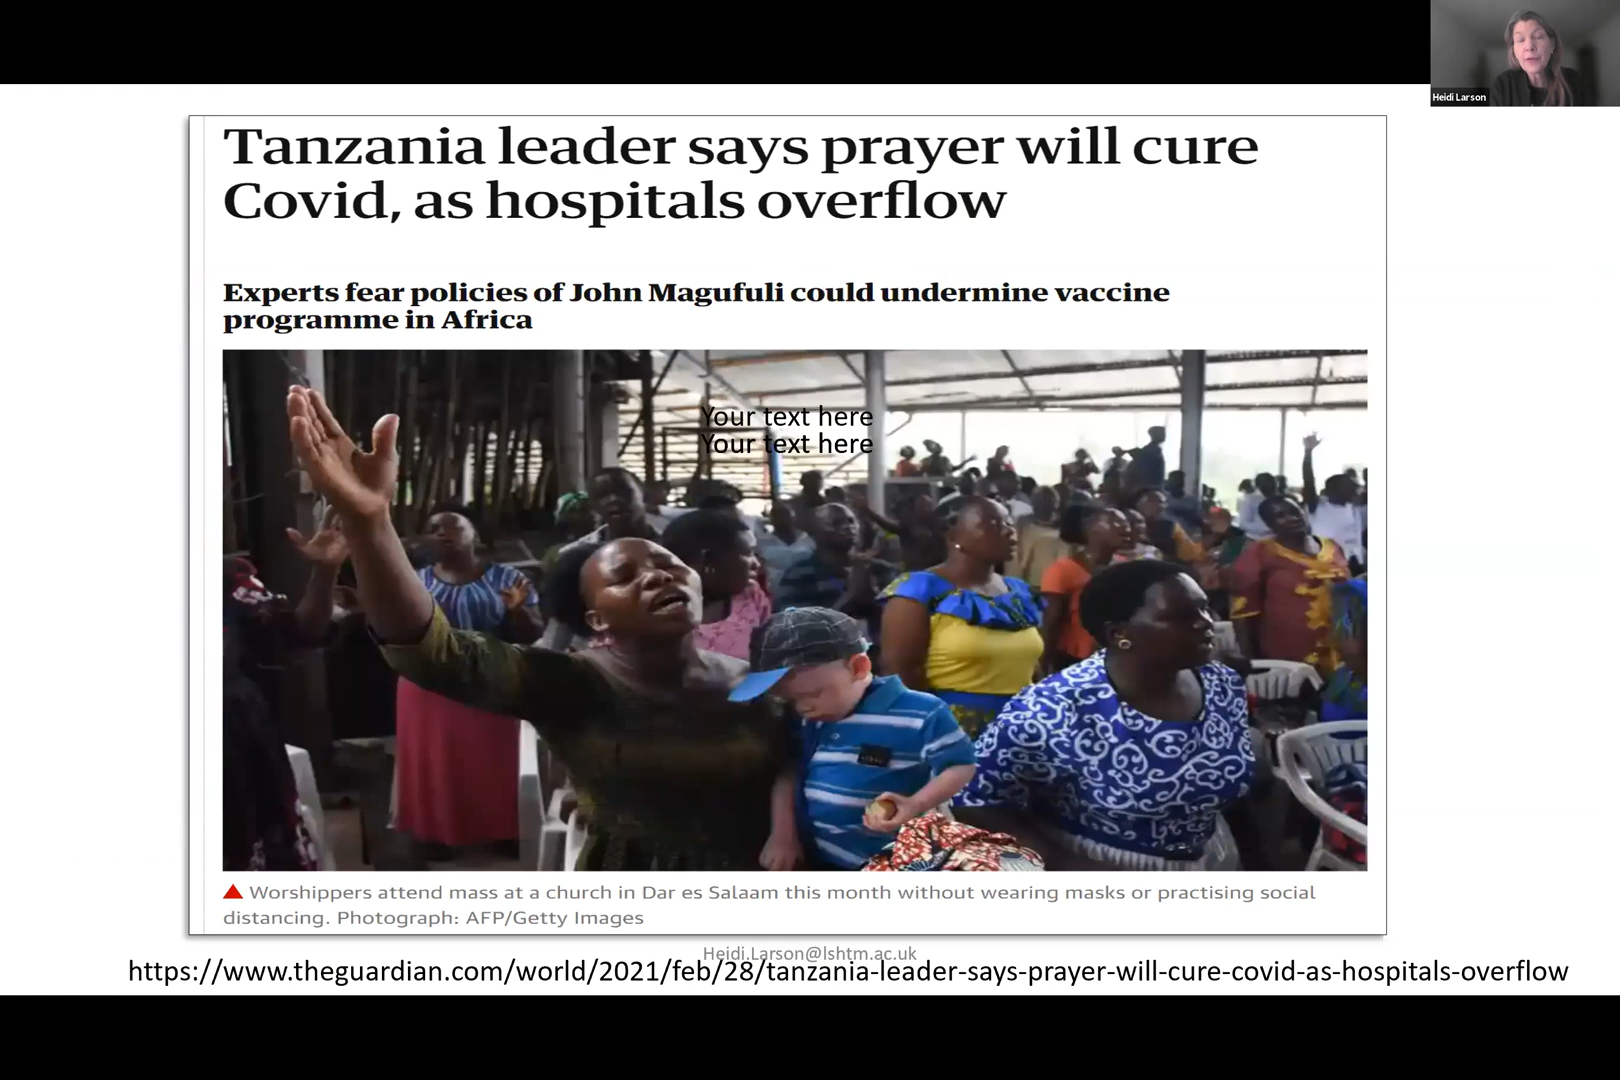 Heidi Larson
Tanzania leader says prayer will cure
Covid, as hospitals overflow
Experts fear policies of John Magufuli could undermine vaccine
programme in Africa
Your text here
Your text here
Worshippers attend mass at a church in Dar es Salaam this month without wearing masks or practising social
distancing. Photograph: AFP/Getty Images
Heidi.Larson@lshtm.ac.uk
https://www.theguardian.com/world/2021/feb/28/tanzania-leader-says-prayer-will-cure-covid-as-hospitals-overflow